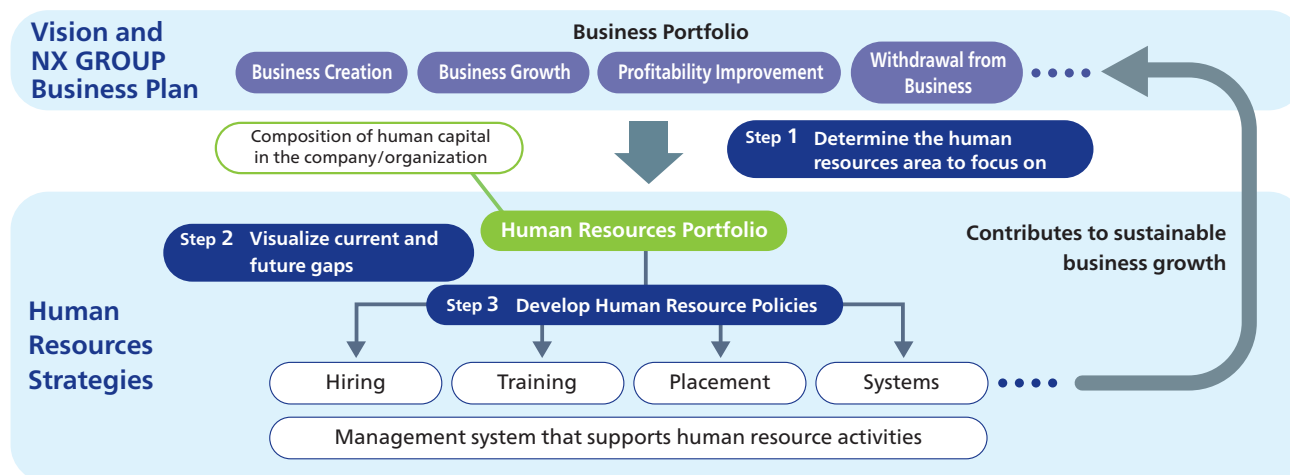 Vision and
NX GROUP
Business Plan
Business Portfolio
Business Creation
Business Growth
Profitability Improvement
Withdrawal from
Business
Composition of human capital
in the company/organization
Step 1 Determine the human
resources area to focus on
Human Resources Portfolio
Step 2 Visualize current and
future gaps
Contributes to sustainable
business growth
Human
Resources
Strategies
Step 3 Develop Human Resource Policies
Hiring
Training
Placement
Systems
Management system that supports human resource activities